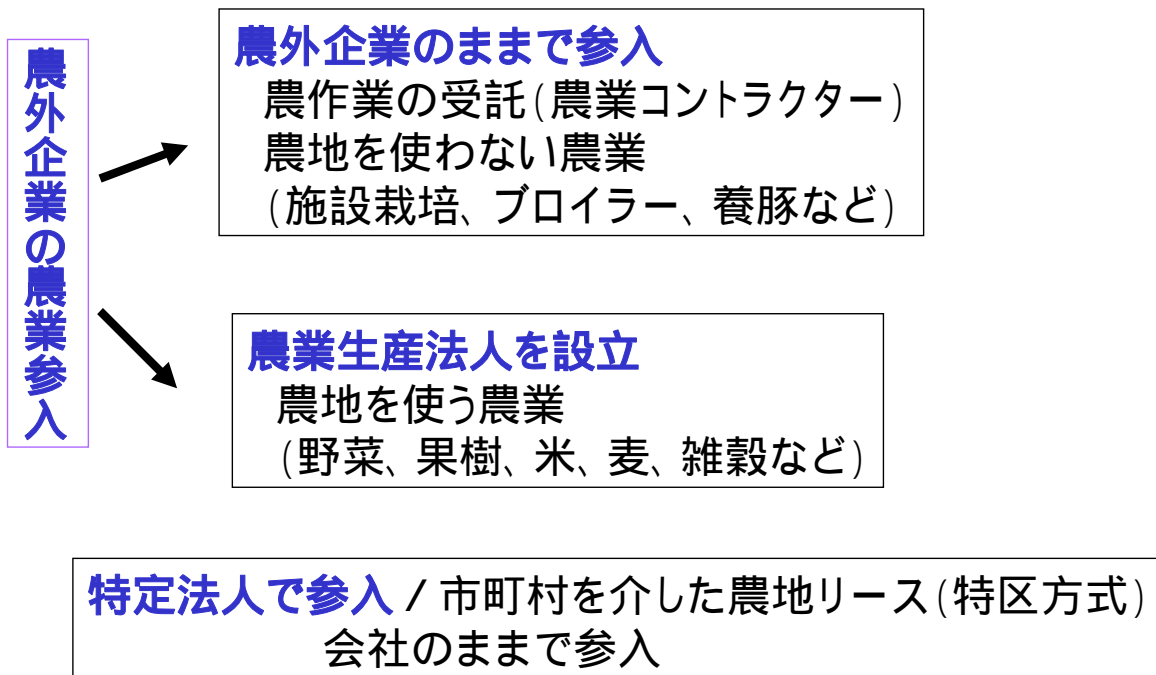 農外企業の農業参入
農外企業のままで参入
農作業の受託(農業コントラクター)
農地を使わない農業
(施設栽培、ブロイラー、養豚など)
農業生産法人を設立
農地を使う農業
(野菜、果樹、米、麦、雑穀など)
特定法人で参入 / 市町村を介した農地リース(特区方式)
会社のままで参入